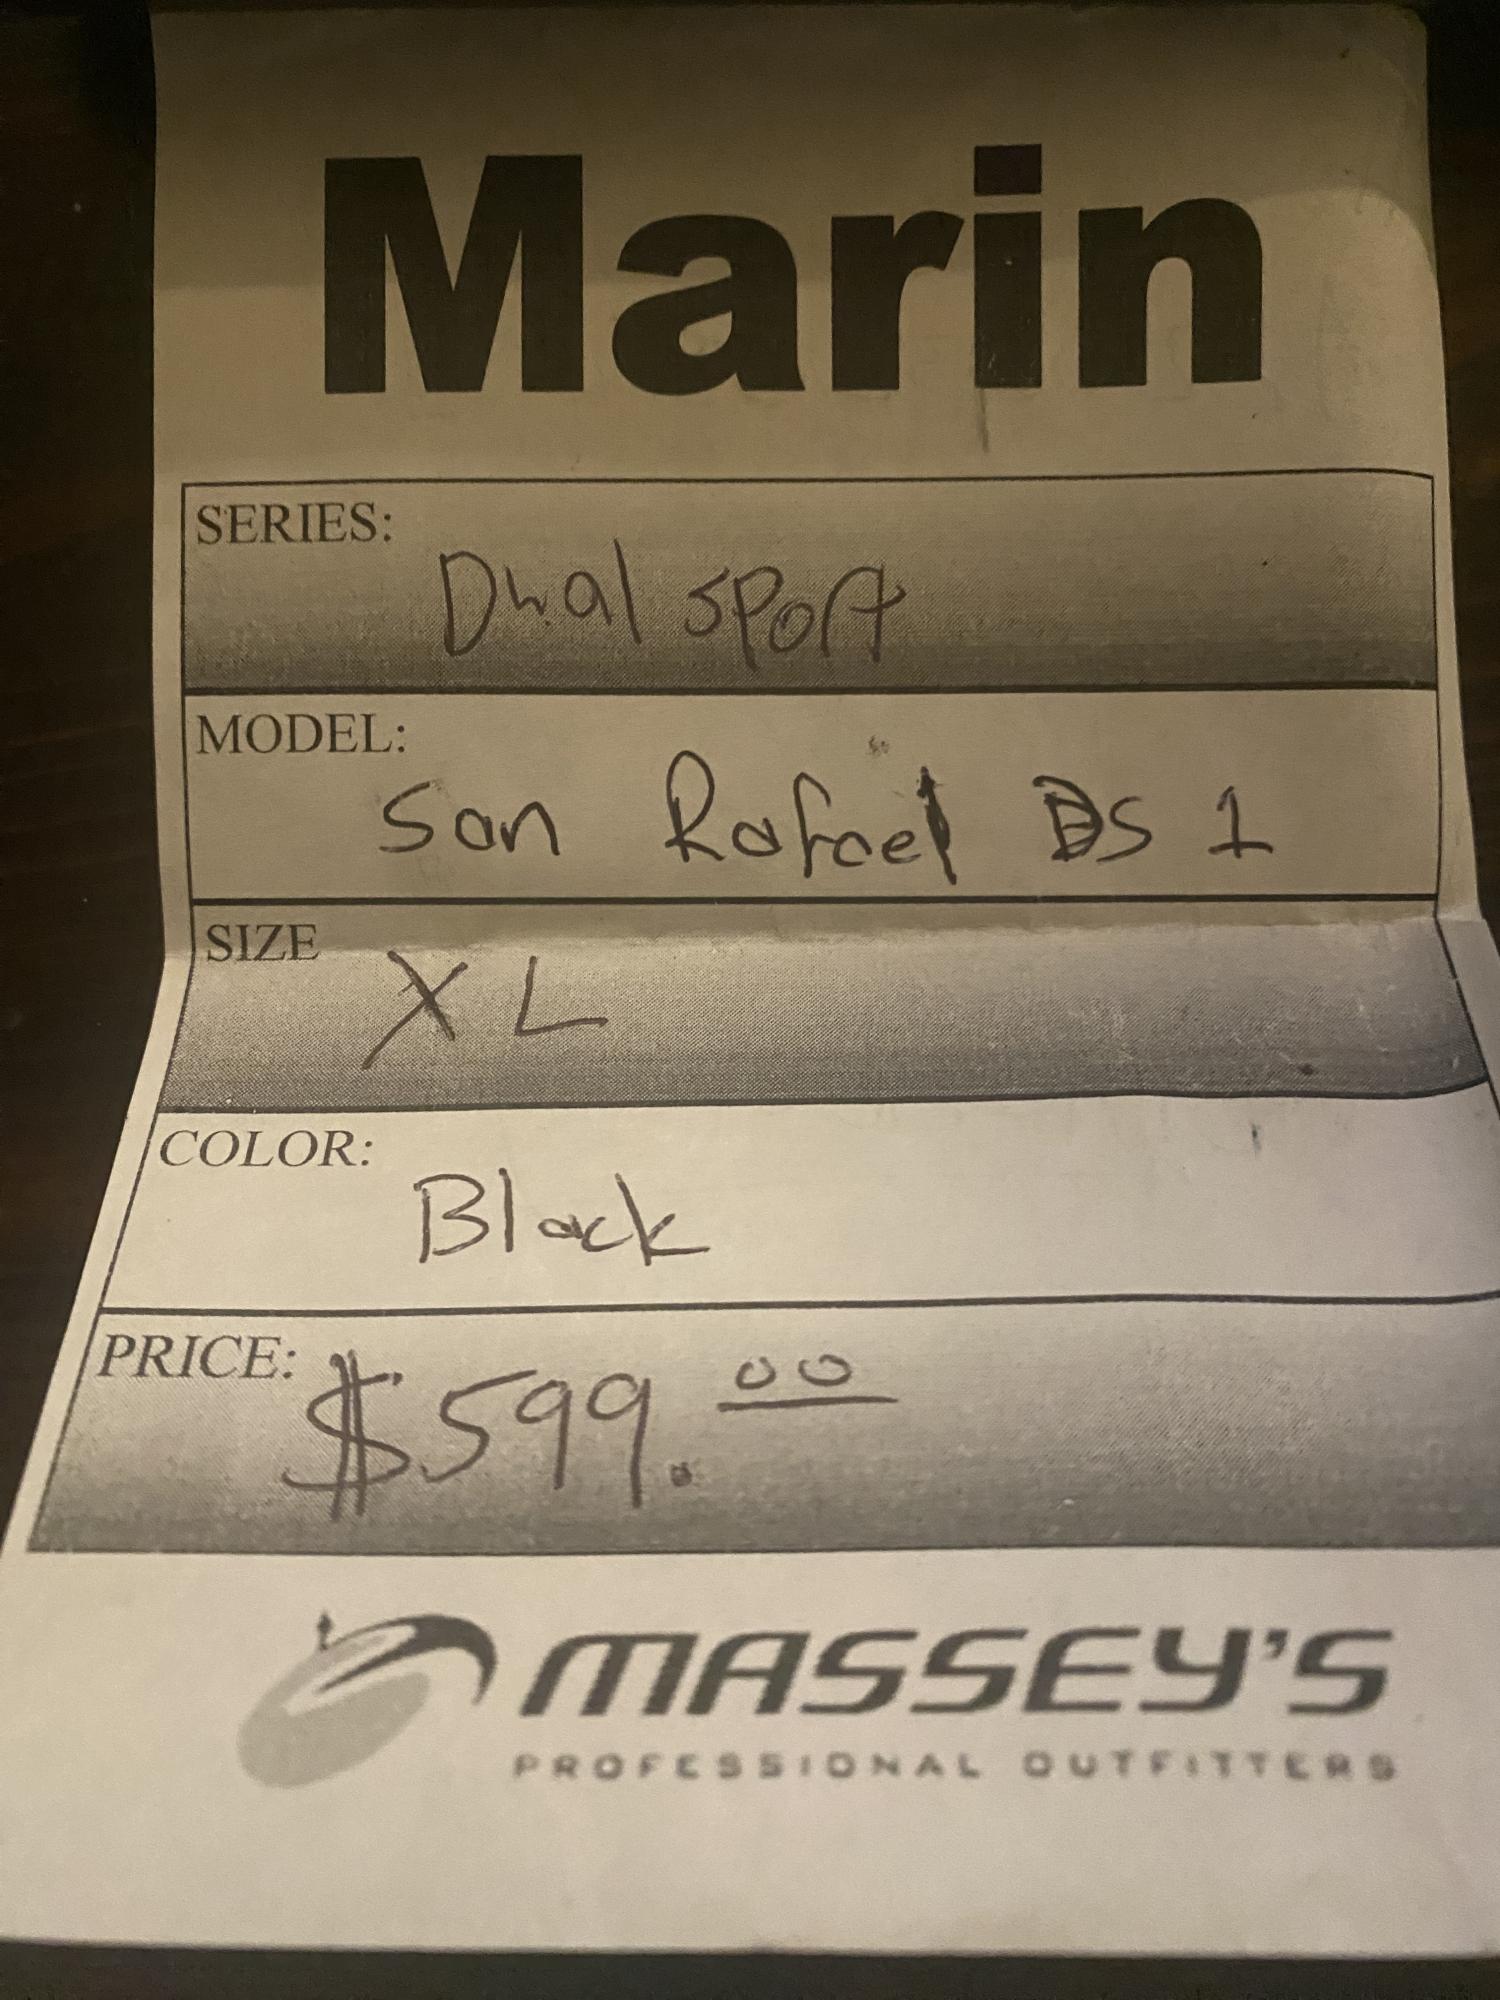 Marin
SERIES:
Dual sport
MODEL:
San Rafael DS 1
SIZE
XL
COLOR:
Black
PRICE:
$599.00
MASSEY'S
PROFESSIONAL OUTFITTERS